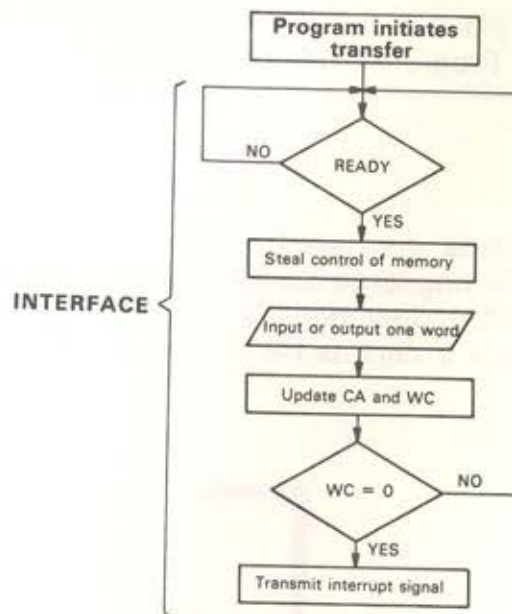 Program initiates
transfer
NO
READY
YES
Steal control of memory
INTERFACE
Input or output one word
Update CA and WC
WC = 0
NO
YES
Transmit interrupt signal